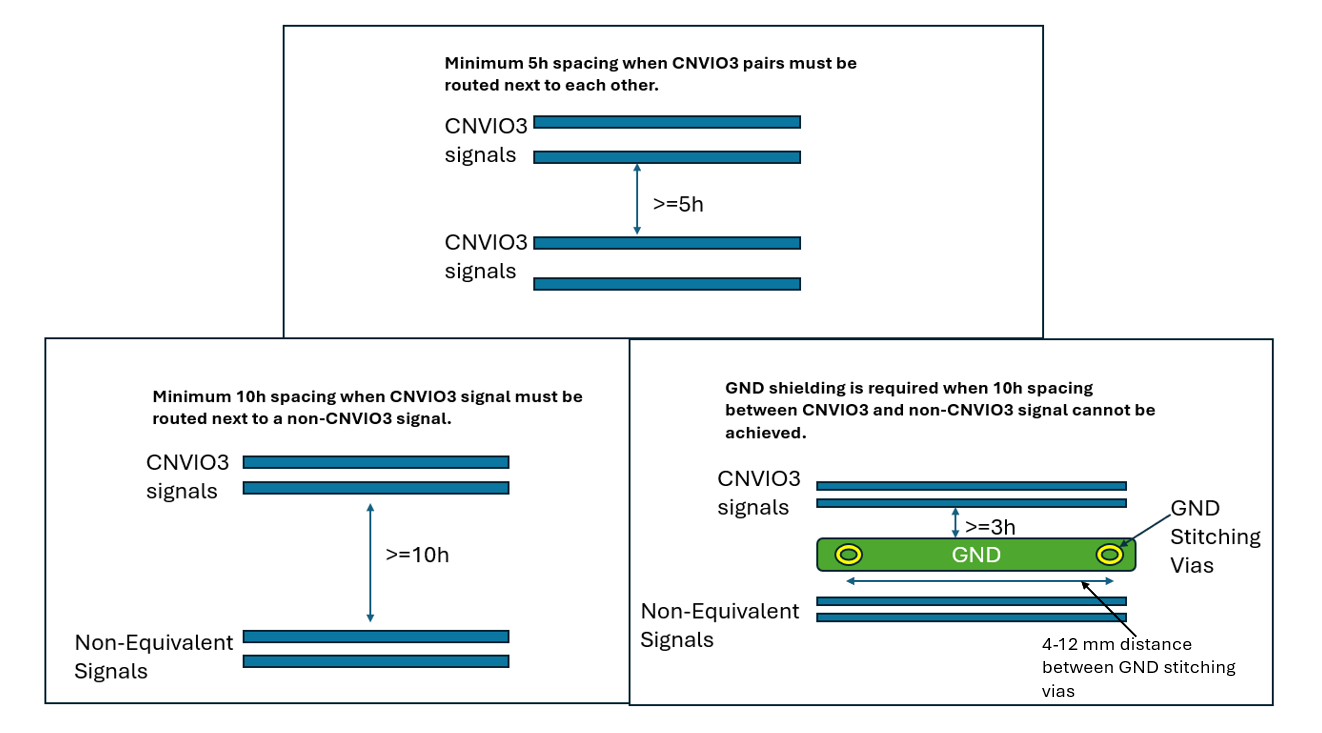 Minimum 5h spacing when CNVIO3 pairs must be
routed next to each other.
CNVIO3
signals
>=5h
CNVIO3
signals
Minimum 10h spacing when CNVIO3 signal must be
routed next to a non-CNVIO3 signal.
CNVIO3
signals
>=10h
Non-Equivalent
Signals
GND shielding is required when 10h spacing
between CNVIO3 and non-CNVIO3 signal cannot be
achieved.
CNVIO3
signals
>=3h
GND
Stitching
Vias
GND
Non-Equivalent
Signals
4-12 mm distance
between GND stitching
vias